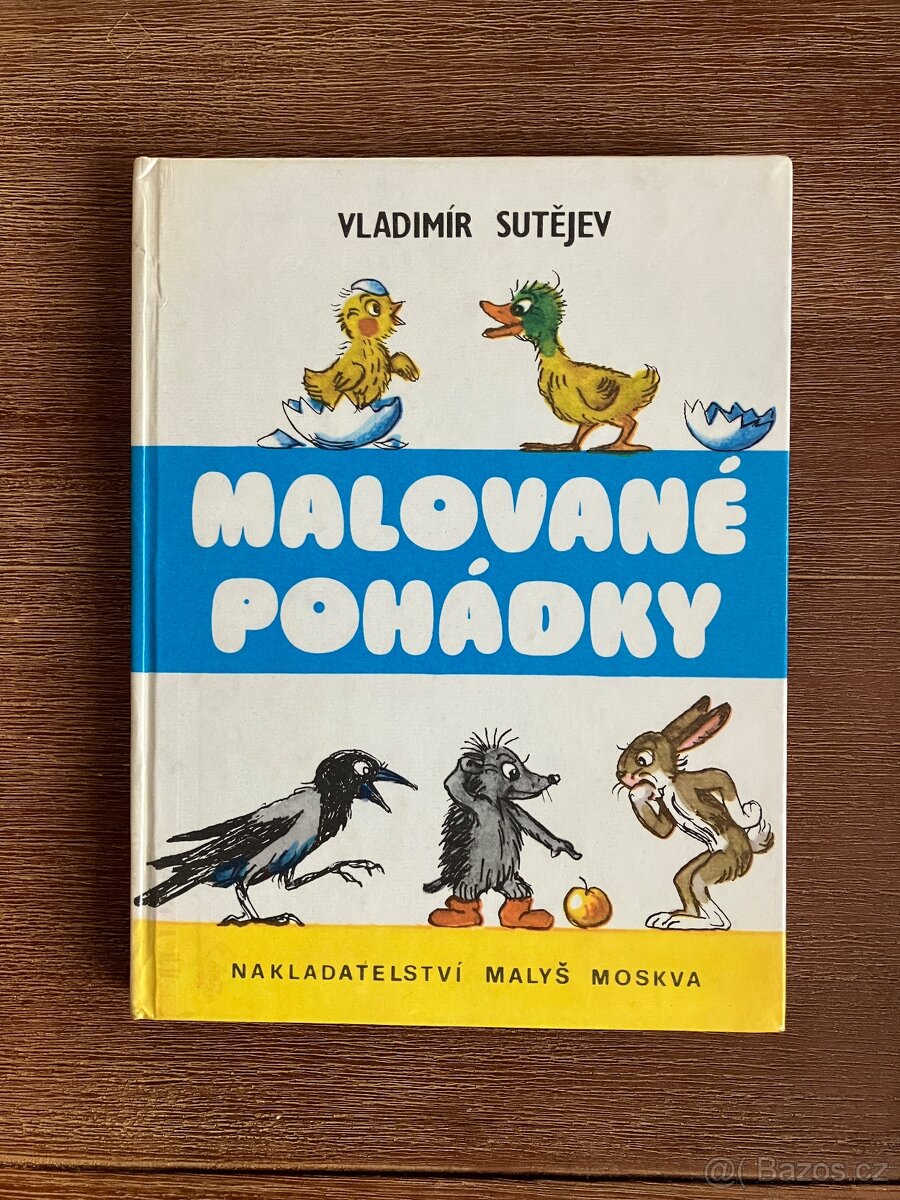 VLADIMÍR SUTĚJEV
MALOVANÉ
POHÁDKY
NAKLADATELSTVÍ MALYŠ MOSKVA
@( Bazos.cz